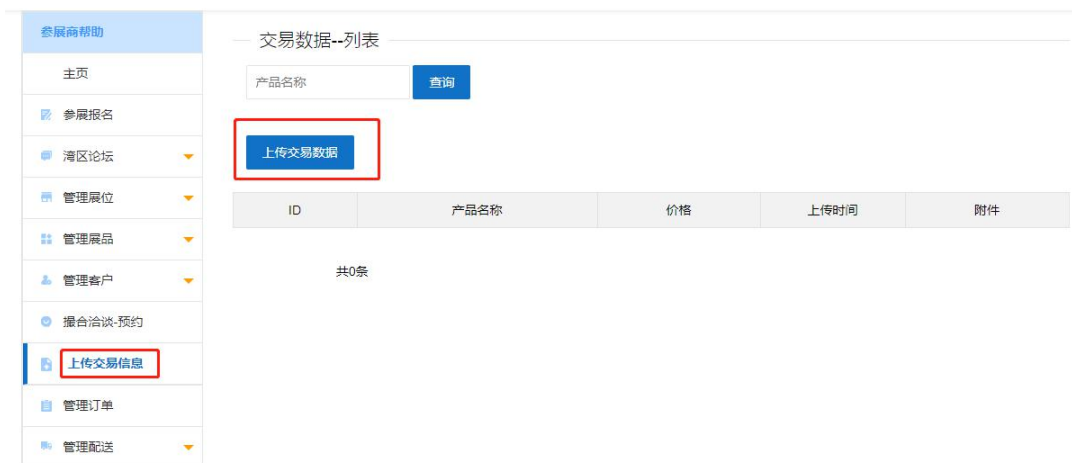 参展商帮助
主页
参展报名
湾区论坛
管理展位
管理展品
管理客户
撮合洽谈-预约
上传交易信息
管理订单
管理配送
交易数据--列表
产品名称 查询
上传交易数据
ID 产品名称 价格 上传时间 附件
共0条